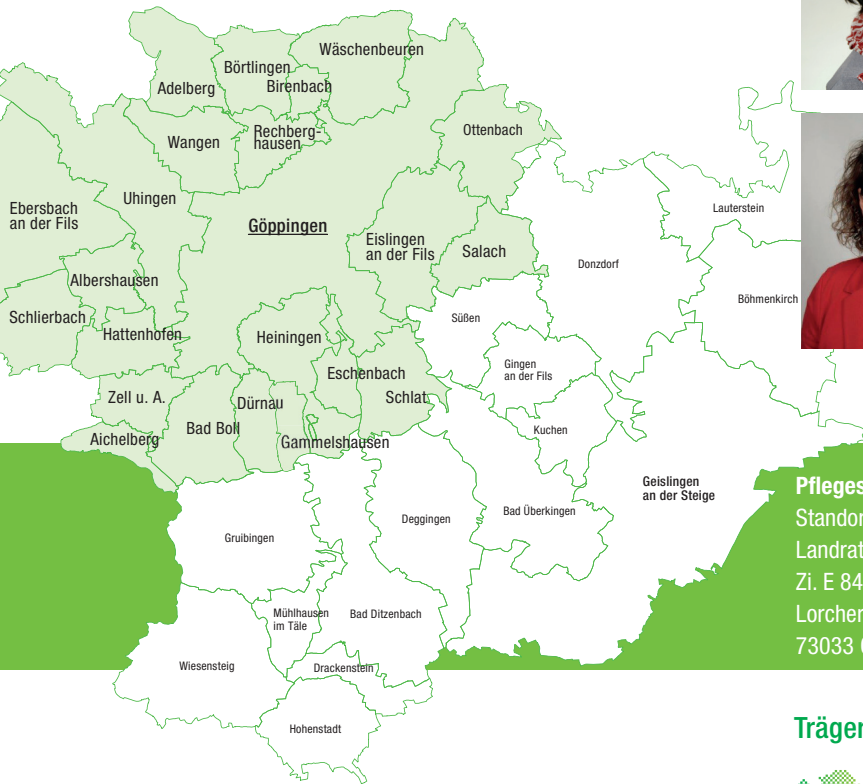 Wäschenbeuren
Börtlingen
Birenbach
Adelberg
Ottenbach
Rechberg-
hausen
Wangen
Uhingen
Ebersbach
an der Fils
Lauterstein
Göppingen
Eislingen
an der Fils
Salach
Donzdorf
Albershausen
Böhmenkirch
Schlierbach
Süßen
Hattenhofen
Heiningen
Gingen
an der Fils
Eschenbach
Zell u. A.
Dürnau
Schlat
Bad Boll
Kuchen
Aichelberg
Gammelshausen
Geislingen
an der Steige
Bad Überkingen
Deggingen
Gruibingen
Mühlhausen
im Täle
Bad Ditzenbach
Wiesensteig
Drackenstein
Hohenstadt
Pfleges
Standor
Landrat
Zi. E 84
Lorcher
73033
Träger